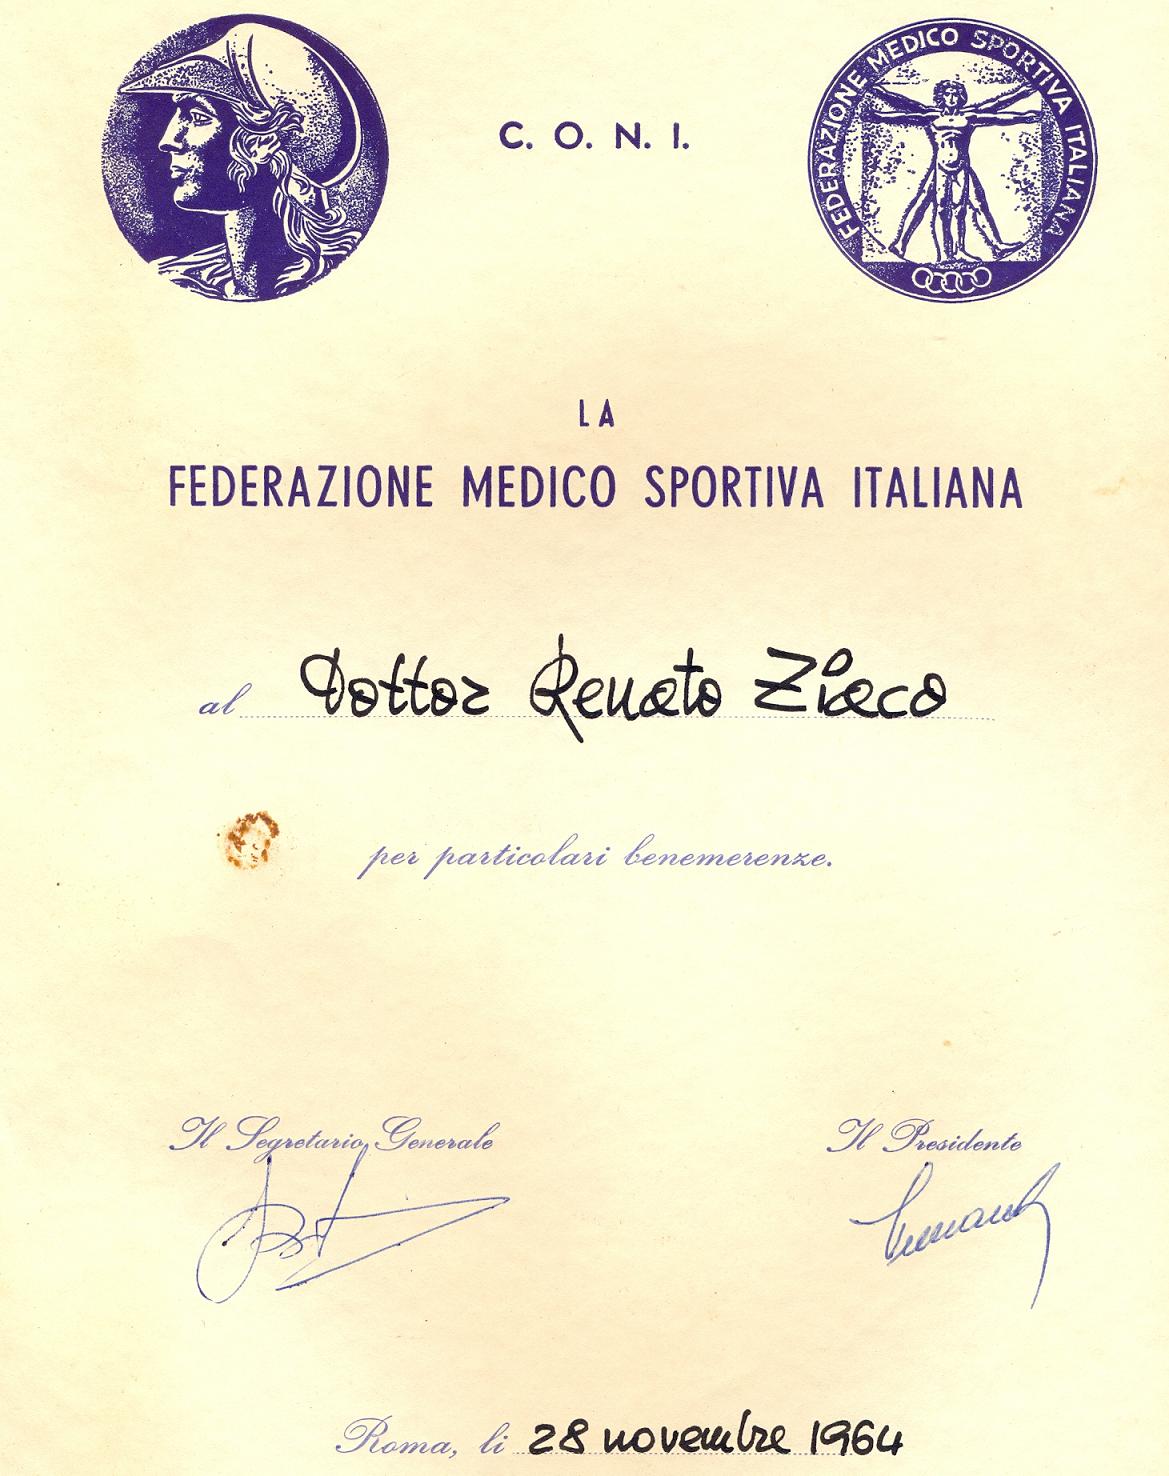 C. O. N. I.
FEDERAZIONE MEDICO SPORTIVA ITALIANA
LA
FEDERAZIONE MEDICO SPORTIVA ITALIANA
al Dottor Renato Ziaco
per particolari benemerenze.
Il Segretario Generale
Il Presidente
Roma, li 28 novembre 1964